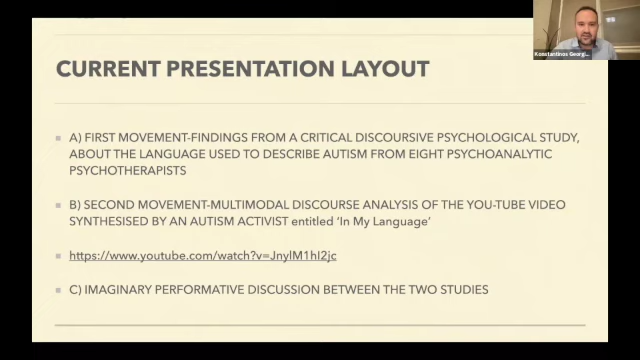 Konstantinos Georgi...
CURRENT PRESENTATION LAYOUT
A) FIRST MOVEMENT-FINDINGS FROM A CRITICAL DISCOURSIVE PSYCHOLOGICAL STUDY,
ABOUT THE LANGUAGE USED TO DESCRIBE AUTISM FROM EIGHT PSYCHOANALYTIC
PSYCHOTHERAPISTS
B) SECOND MOVEMENT-MULTIMODAL DISCOURSE ANALYSIS OF THE YOU-TUBE VIDEO
SYNTHESISED BY AN AUTISM ACTIVIST entitled ‘In My Language’
https://www.youtube.com/watch?v=JnylM1hI2jc
C) IMAGINARY PERFORMATIVE DISCUSSION BETWEEN THE TWO STUDIES